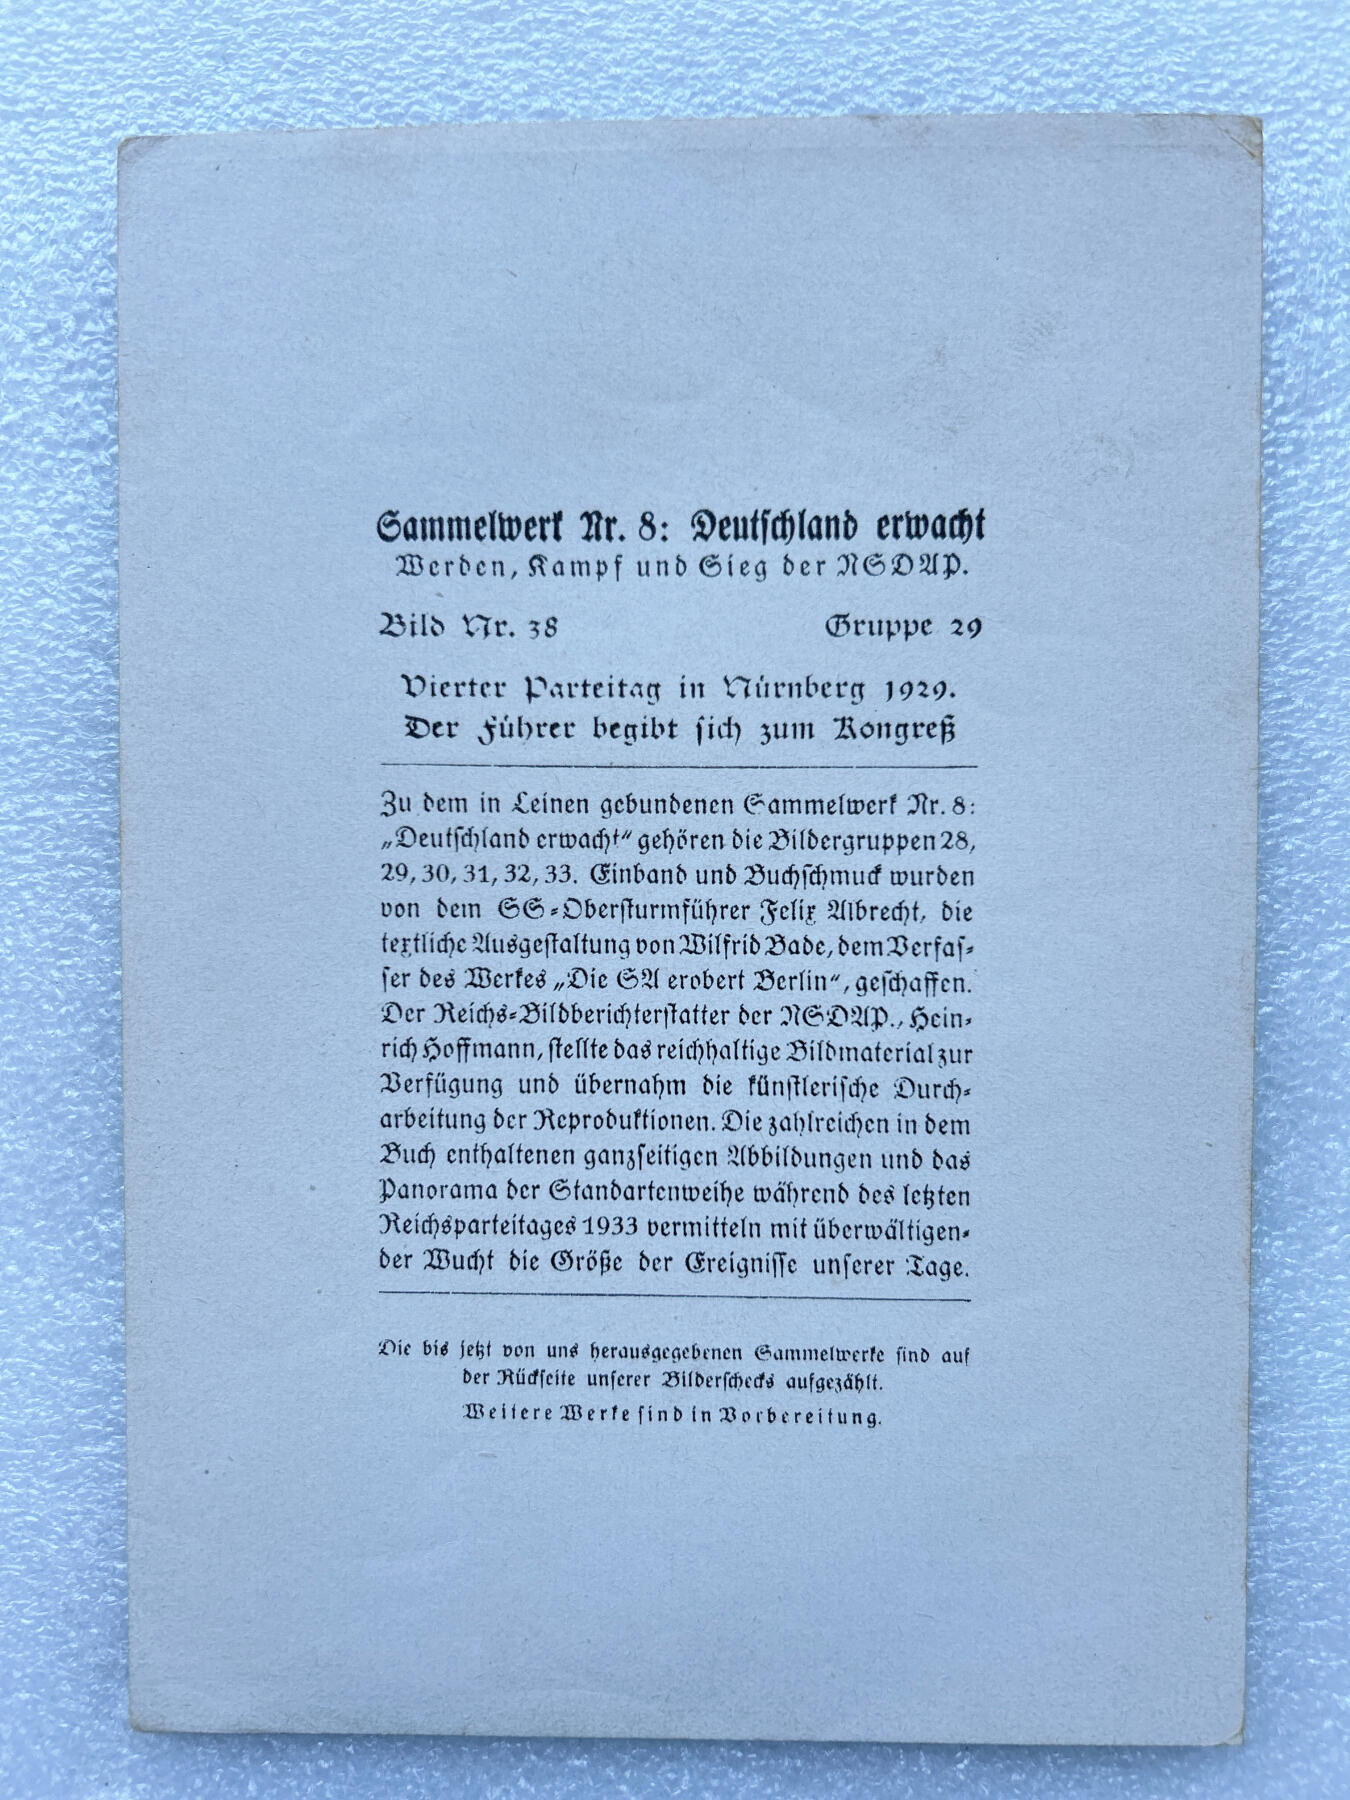 Sammelwerk Nr. 8: Deutschland erwacht
Werden, Kampf und Sieg der NSDAP.
Bild Nr. 38 Gruppe 29
Vierter Parteitag in Nürnberg 1929.
Der Führer begibt sich zum Kongreß
Zu dem in Leinen gebundenen Sammelwerk Nr. 8:
„Deutschland erwacht“ gehören die Bildergruppen 28,
29, 30, 31, 32, 33. Einband und Buchschmuck wurden
von dem SS-Obersturmführer Felix Albrecht, die
textliche Ausgestaltung von Wilfrid Bade, dem Verfas-
ser des Werkes „Die SA erobert Berlin“, geschaffen.
Der Reichs-Bildberichterstatter der NSDAP., Hein-
rich Hoffmann, stellte das reichhaltige Bildmaterial zur
Verfügung und übernahm die künstlerische Durch-
arbeitung der Reproduktionen. Die zahlreichen in dem
Buch enthaltenen ganzseitigen Abbildungen und das
Panorama der Standartenweihe während des letzten
Reichsparteitages 1933 vermitteln mit überwältigen-
der Wucht die Größe der Ereignisse unserer Tage.
Die bis jetzt von uns herausgegebenen Sammelwerke sind auf
der Rückseite unserer Bilderschecks aufgezählt.
Weitere Werke sind in Vorbereitung.